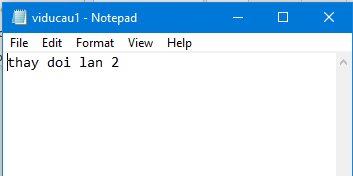 viducau1 - Notepad
File Edit Format View Help
thay doi lan 2